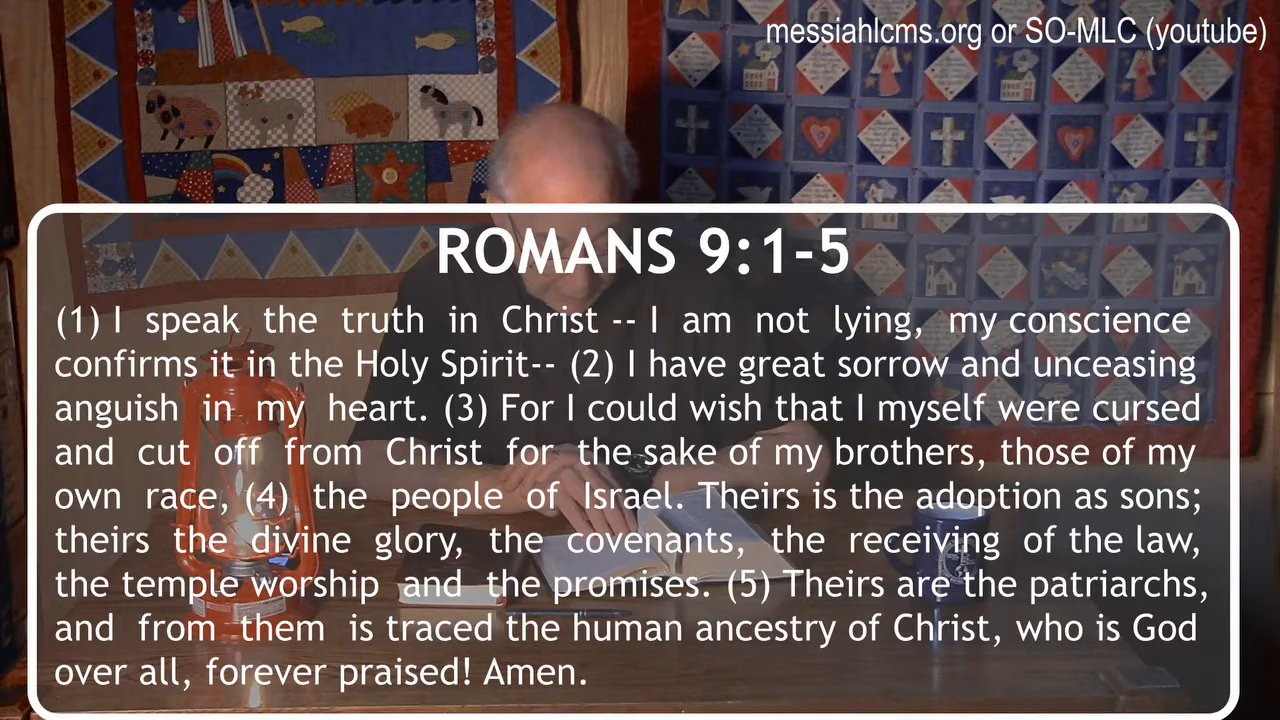 messiahlcms.org or SO-MLC (youtube)
ROMANS 9:1-5
(1) I speak the truth in Christ -- I am not lying, my conscience
confirms it in the Holy Spirit-- (2) I have great sorrow and unceasing
anguish in my heart. (3) For I could wish that I myself were cursed
and cut off from Christ for the sake of my brothers, those of my
own race, (4) the people of Israel. Theirs is the adoption as sons;
theirs the divine glory, the covenants, the receiving of the law,
the temple worship and the promises. (5) Theirs are the patriarchs,
and from them is traced the human ancestry of Christ, who is God
over all, forever praised! Amen.